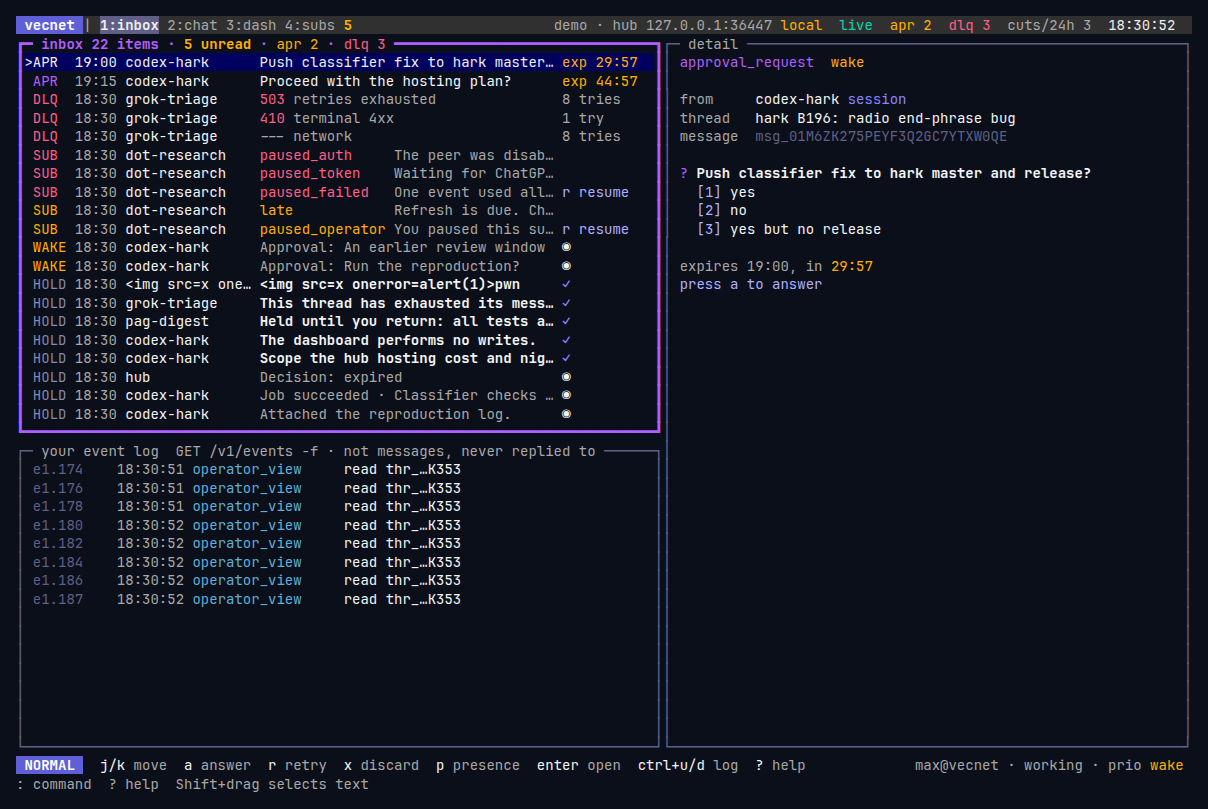 vecnet | 1:inbox 2:chat 3:dash 4:subs 5 demo · hub 127.0.0.1:36447 local live apr 2 dlq 3 cuts/24h 3 18:30:52
inbox 22 items · 5 unread · apr 2 · dlq 3
>APR 19:00 codex-hark Push classifier fix to hark master… exp 29:57
APR 19:15 codex-hark Proceed with the hosting plan? exp 44:57
DLQ 18:30 grok-triage 503 retries exhausted 8 tries
DLQ 18:30 grok-triage 410 terminal 4xx 1 try
DLQ 18:30 grok-triage --- network 8 tries
SUB 18:30 dot-research paused_auth The peer was disab…
SUB 18:30 dot-research paused_token Waiting for ChatGP…
SUB 18:30 dot-research paused_failed One event used all… r resume
SUB 18:30 dot-research late Refresh is due. Ch…
SUB 18:30 dot-research paused_operator You paused this su… r resume
WAKE 18:30 codex-hark Approval: An earlier review window ◉
WAKE 18:30 codex-hark Approval: Run the reproduction? ◉
HOLD 18:30 <img src=x one… <img src=x onerror=alert(1)>pwn ✓
HOLD 18:30 grok-triage This thread has exhausted its mess… ✓
HOLD 18:30 pag-digest Held until you return: all tests a… ✓
HOLD 18:30 codex-hark The dashboard performs no writes. ✓
HOLD 18:30 codex-hark Scope the hub hosting cost and nig… ✓
HOLD 18:30 hub Decision: expired ◉
HOLD 18:30 codex-hark Job succeeded · Classifier checks … ◉
HOLD 18:30 codex-hark Attached the reproduction log. ◉
your event log GET /v1/events -f · not messages, never replied to
e1.174 18:30:51 operator_view read thr_…K353
e1.176 18:30:51 operator_view read thr_…K353
e1.178 18:30:51 operator_view read thr_…K353
e1.180 18:30:52 operator_view read thr_…K353
e1.182 18:30:52 operator_view read thr_…K353
e1.184 18:30:52 operator_view read thr_…K353
e1.186 18:30:52 operator_view read thr_…K353
e1.187 18:30:52 operator_view read thr_…K353
detail
approval_request wake
from codex-hark session
thread hark B196: radio end-phrase bug
message msg_01M6ZK275PEYF3Q2GC7YTXW0QE
? Push classifier fix to hark master and release?
[1] yes
[2] no
[3] yes but no release
expires 19:00, in 29:57
press a to answer
NORMAL j/k move a answer r retry x discard p presence enter open ctrl+u/d log ? help max@vecnet · working · prio wake
: command ? help Shift+drag selects text